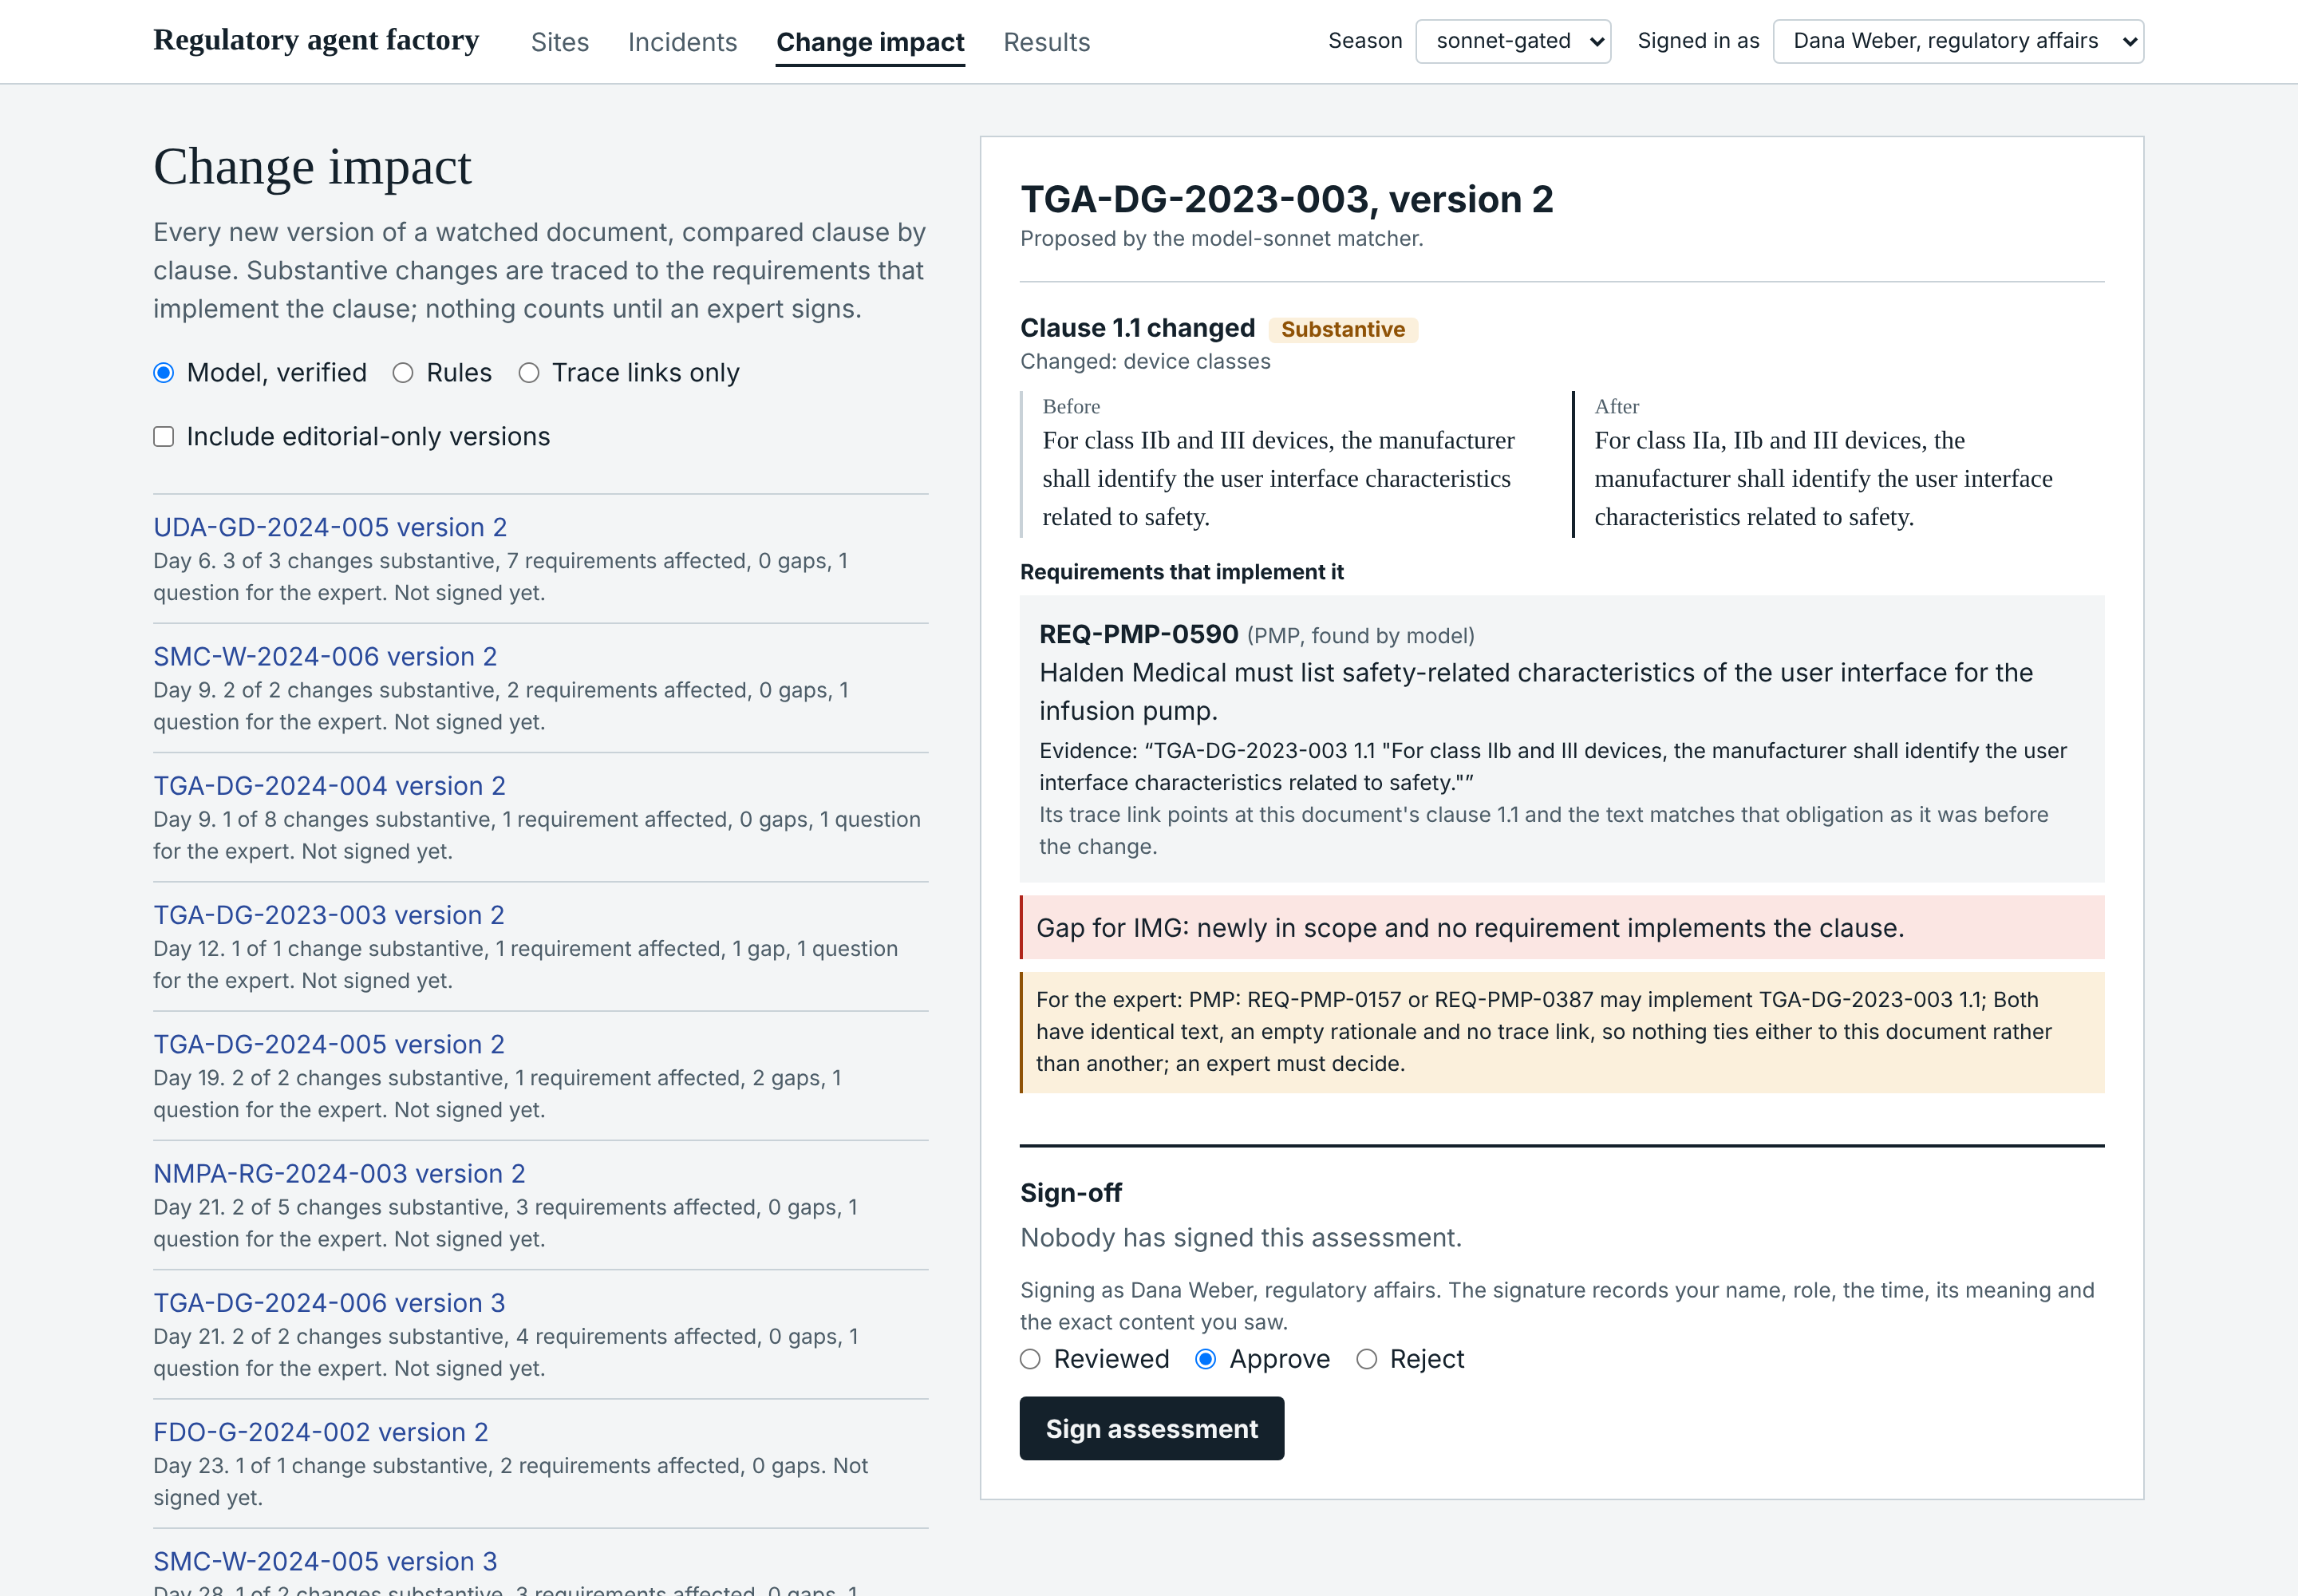 Regulatory agent factory
Sites
Incidents
Change impact
Results
Season
sonnet-gated
Signed in as
Dana Weber, regulatory affairs
Change impact
Every new version of a watched document, compared clause by
clause. Substantive changes are traced to the requirements that
implement the clause; nothing counts until an expert signs.
Model, verified
Rules
Trace links only
Include editorial-only versions
UDA-GD-2024-005 version 2
Day 6. 3 of 3 changes substantive, 7 requirements affected, 0 gaps, 1
question for the expert. Not signed yet.
SMC-W-2024-006 version 2
Day 9. 2 of 2 changes substantive, 2 requirements affected, 0 gaps, 1
question for the expert. Not signed yet.
TGA-DG-2024-004 version 2
Day 9. 1 of 8 changes substantive, 1 requirement affected, 0 gaps, 1 question
for the expert. Not signed yet.
TGA-DG-2023-003 version 2
Day 12. 1 of 1 change substantive, 1 requirement affected, 1 gap, 1 question
for the expert. Not signed yet.
TGA-DG-2024-005 version 2
Day 19. 2 of 2 changes substantive, 1 requirement affected, 2 gaps, 1
question for the expert. Not signed yet.
NMPA-RG-2024-003 version 2
Day 21. 2 of 5 changes substantive, 3 requirements affected, 0 gaps, 1
question for the expert. Not signed yet.
TGA-DG-2024-006 version 3
Day 21. 2 of 2 changes substantive, 4 requirements affected, 0 gaps, 1
question for the expert. Not signed yet.
FDO-G-2024-002 version 2
Day 23. 1 of 1 change substantive, 2 requirements affected, 0 gaps. Not
signed yet.
SMC-W-2024-005 version 3
Day 28. 1 of 2 changes substantive, 3 requirements affected, 0 gaps, 1
TGA-DG-2023-003, version 2
Proposed by the model-sonnet matcher.
Clause 1.1 changed
Substantive
Changed: device classes
Before
For class IIb and III devices, the manufacturer
shall identify the user interface characteristics
related to safety.
After
For class IIa, IIb and III devices, the
manufacturer shall identify the user interface
characteristics related to safety.
Requirements that implement it
REQ-PMP-0590 (PMP, found by model)
Halden Medical must list safety-related characteristics of the user interface for the
infusion pump.
Evidence: “TGA-DG-2023-003 1.1 "For class IIb and III devices, the manufacturer shall identify the user
interface characteristics related to safety."”
Its trace link points at this document's clause 1.1 and the text matches that obligation as it was before
the change.
Gap for IMG: newly in scope and no requirement implements the clause.
For the expert: PMP: REQ-PMP-0157 or REQ-PMP-0387 may implement TGA-DG-2023-003 1.1; Both
have identical text, an empty rationale and no trace link, so nothing ties either to this document rather
than another; an expert must decide.
Sign-off
Nobody has signed this assessment.
Signing as Dana Weber, regulatory affairs. The signature records your name, role, the time, its meaning and
the exact content you saw.
Reviewed
Approve
Reject
Sign assessment